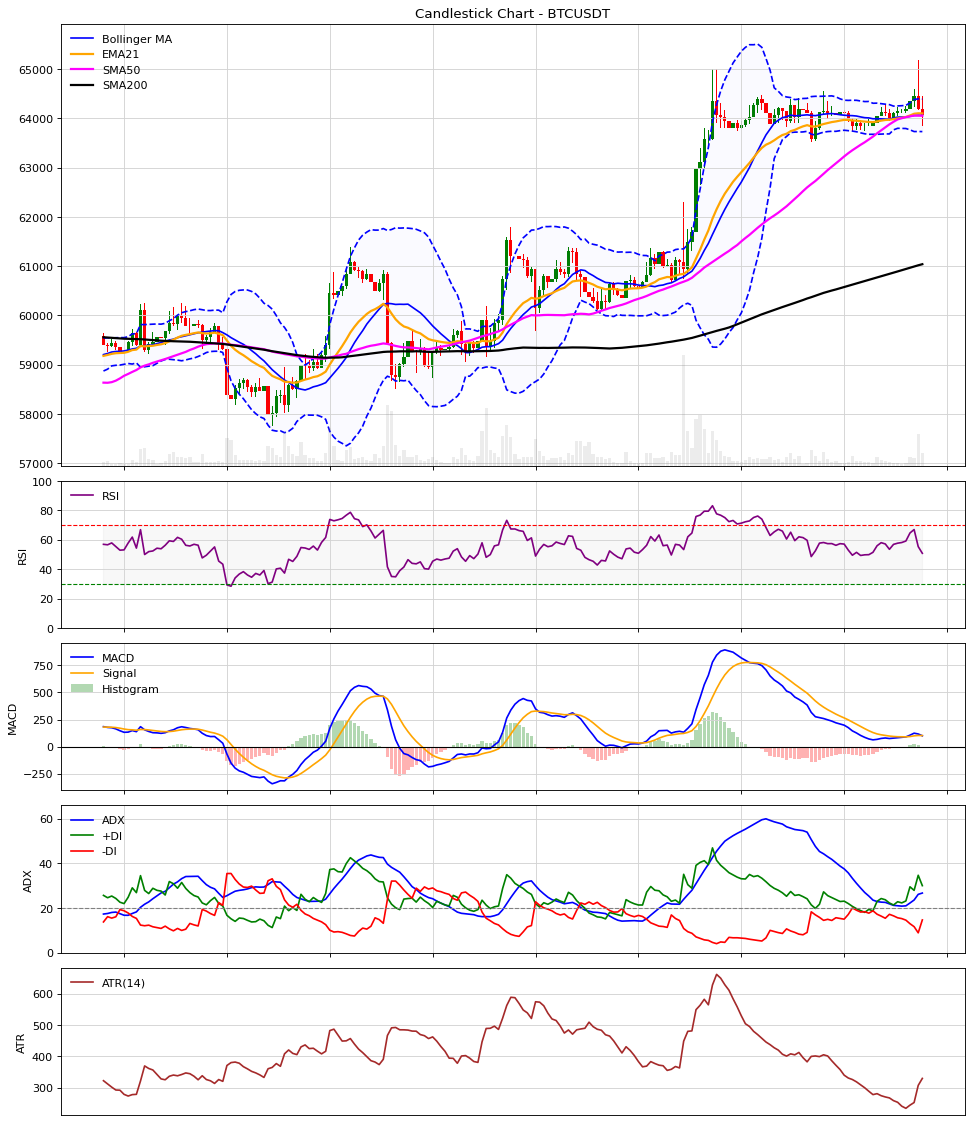 Candlestick Chart - BTCUSDT
Bollinger MA
EMA21
SMA50
SMA200
65000
64000
63000
62000
61000
60000
59000
58000
57000
RSI
RSI
100
80
60
40
20
0
MACD
Signal
Histogram
MACD
750
500
250
0
−250
ADX
+DI
-DI
ADX
60
40
20
0
ATR(14)
ATR
600
500
400
300